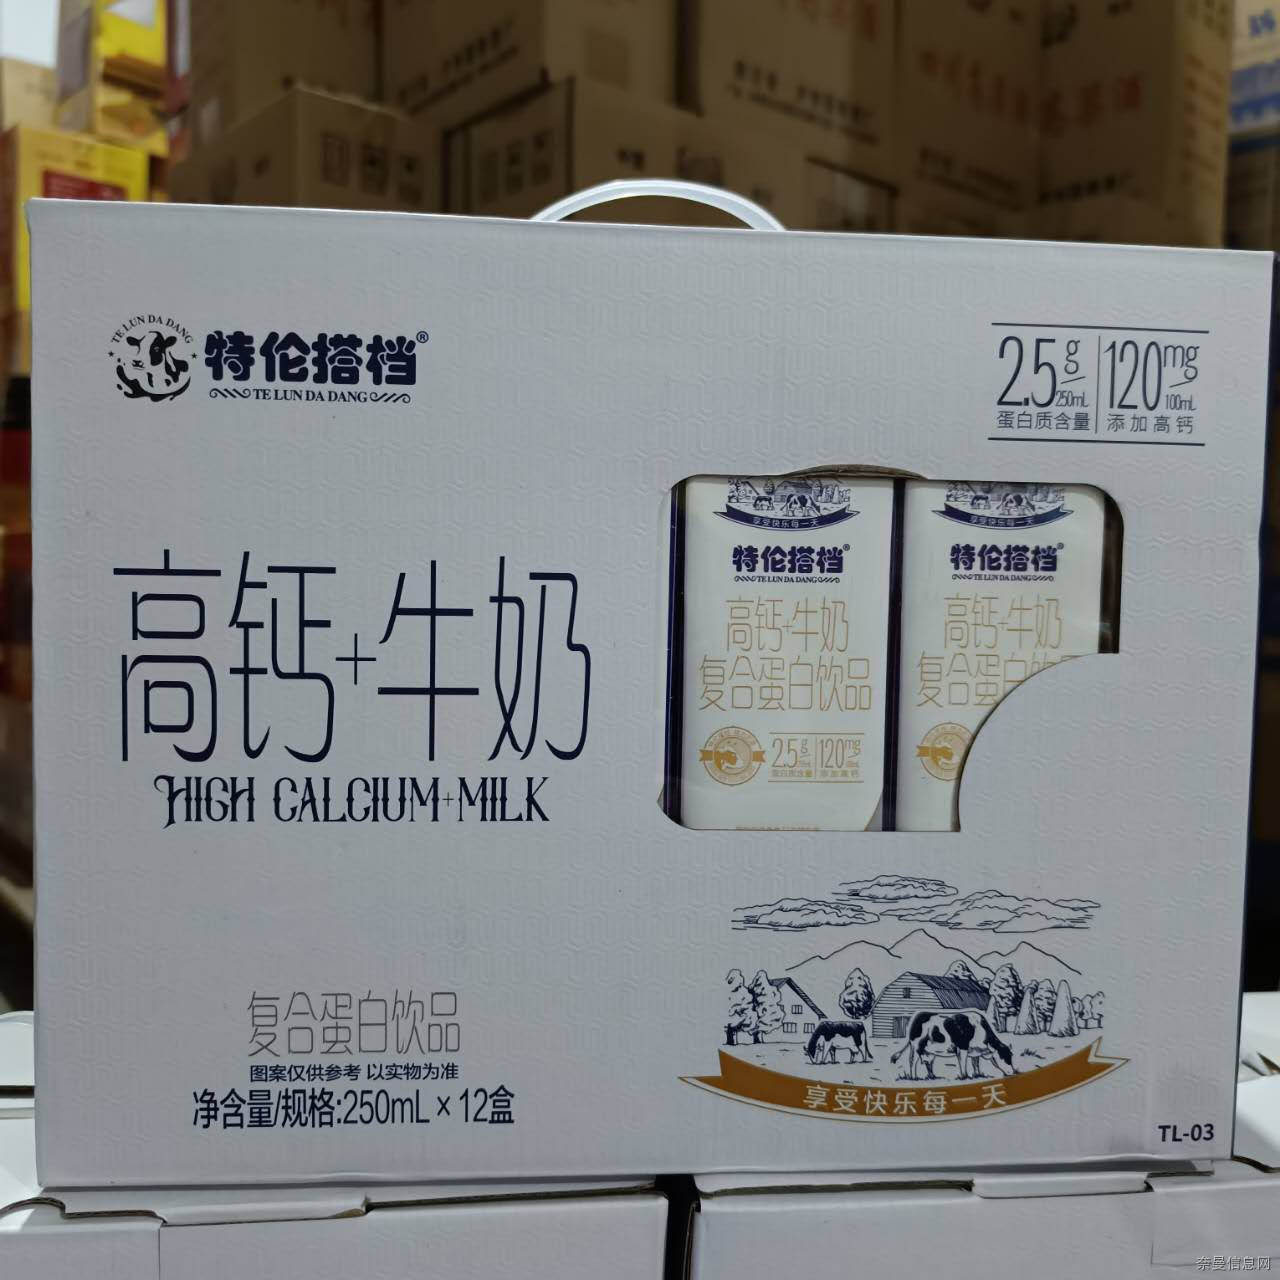 TE LUN DA DANG
特伦搭档®
TE LUN DA DANG
2.5g/250mL
蛋白质含量
120mg/100mL
添加高钙
高钙+牛奶
HIGH CALCIUM+MILK
享受快乐每一天
特伦搭档®
TE LUN DA DANG
高钙+牛奶
复合蛋白饮品
2.5g
蛋白质含量
120mg
添加高钙
享受快乐每一天
特伦搭档®
TE LUN DA DANG
高钙+牛奶
复合蛋白饮品
复合蛋白饮品
图案仅供参考 以实物为准
净含量/规格:250mL×12盒
享受快乐每一天
TL-03
奈曼信息网